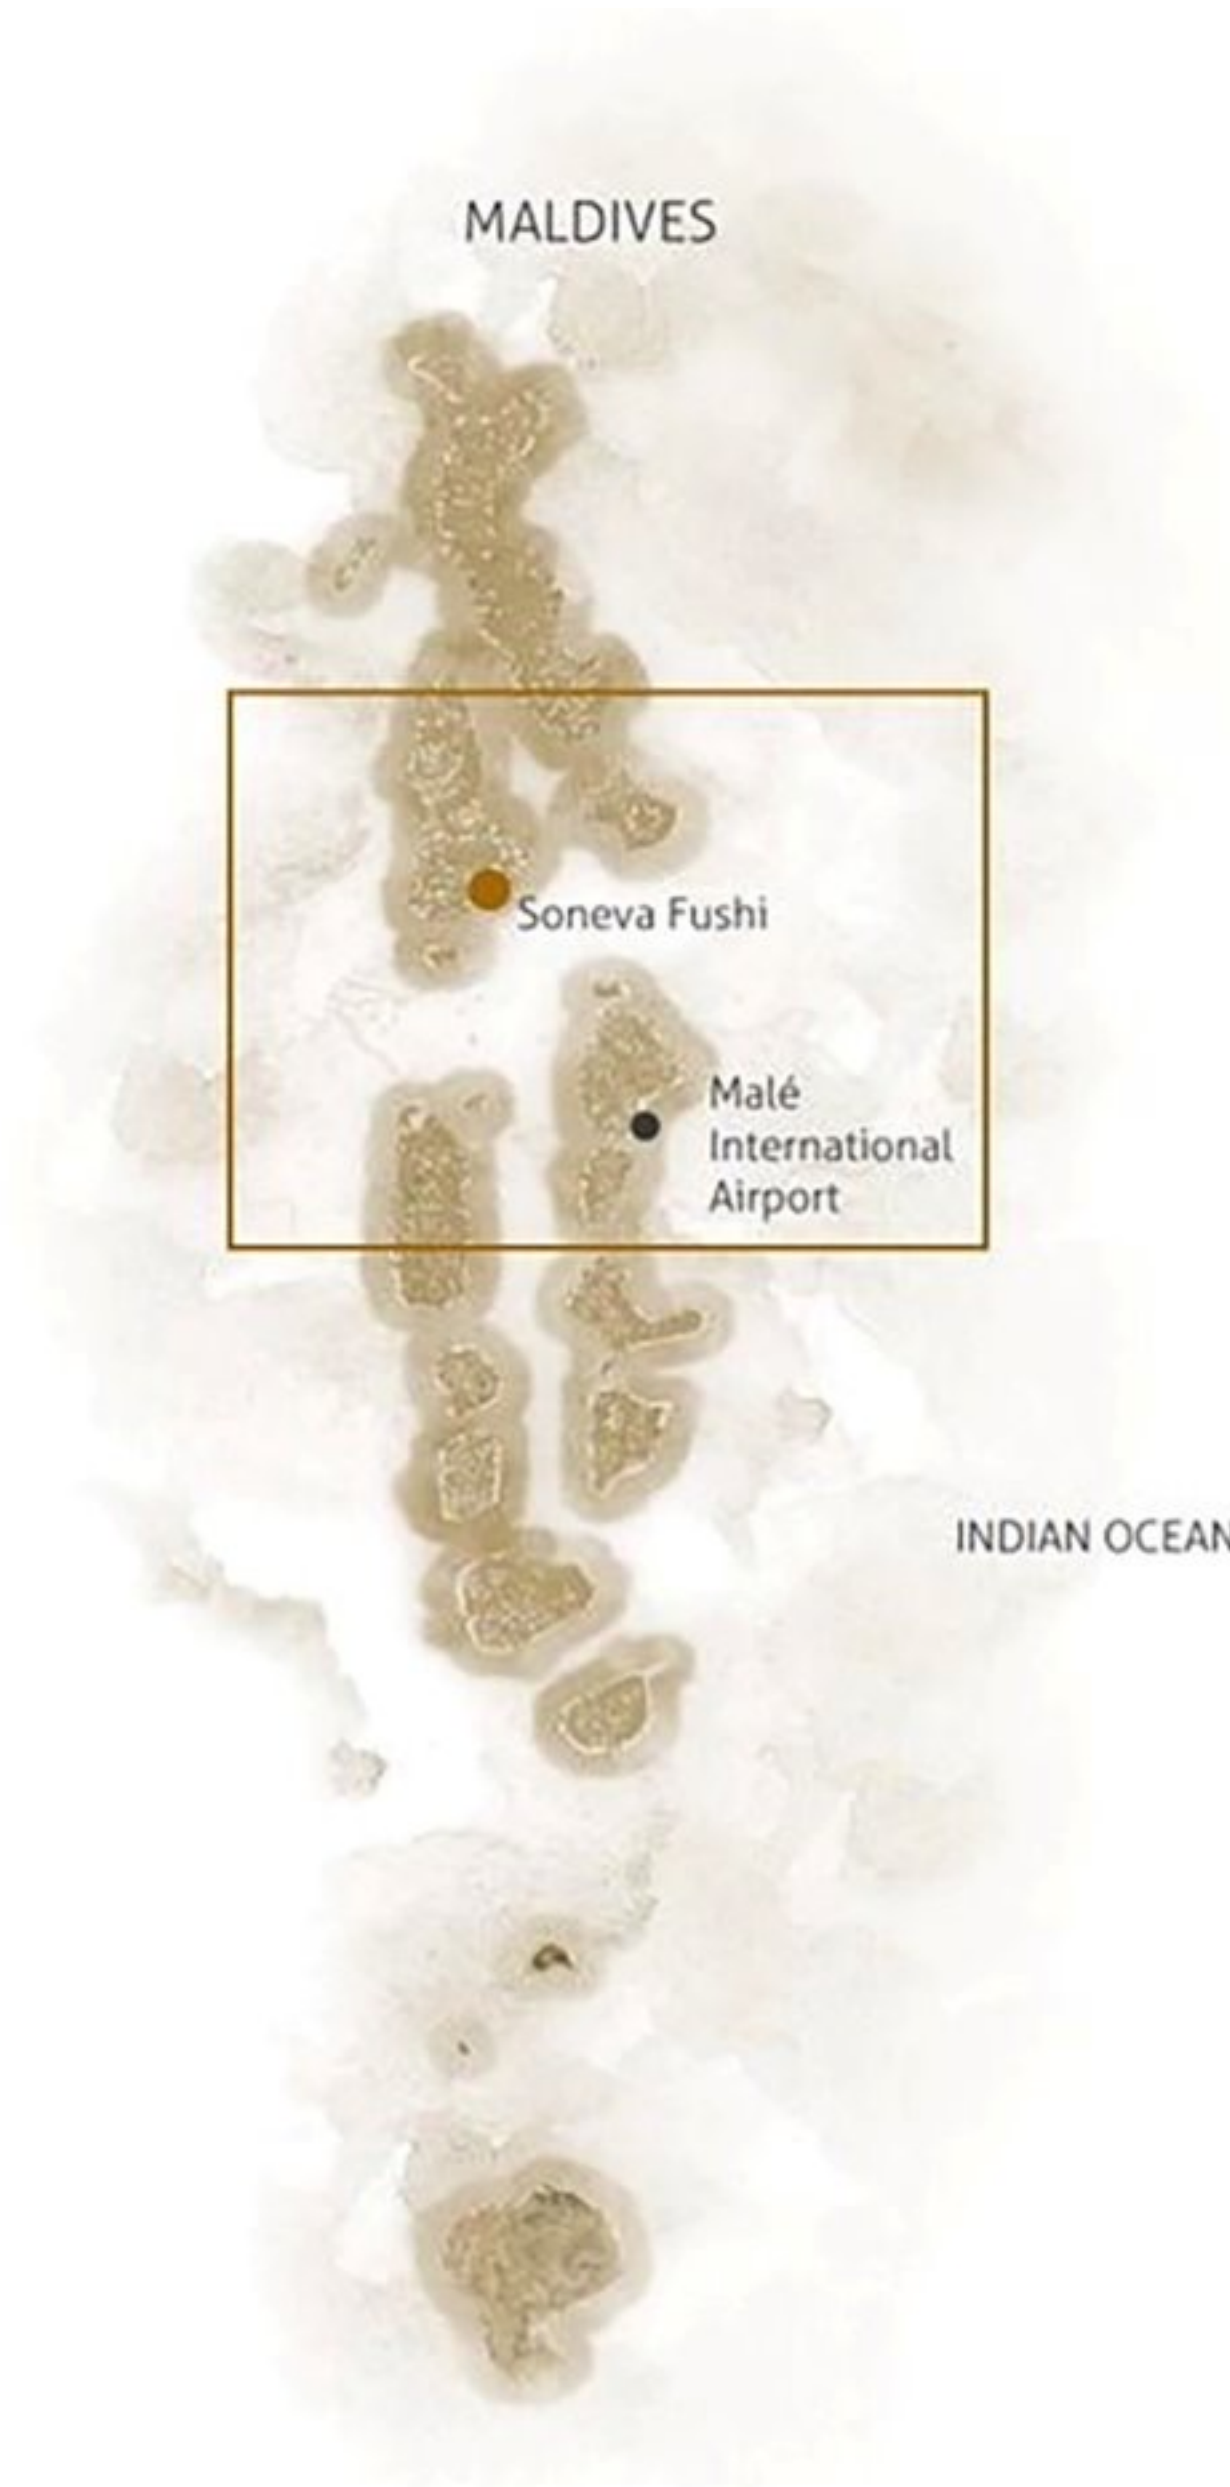 MALDIVES
Soneva Fushi
Malé
International
Airport
INDIAN OCEAN